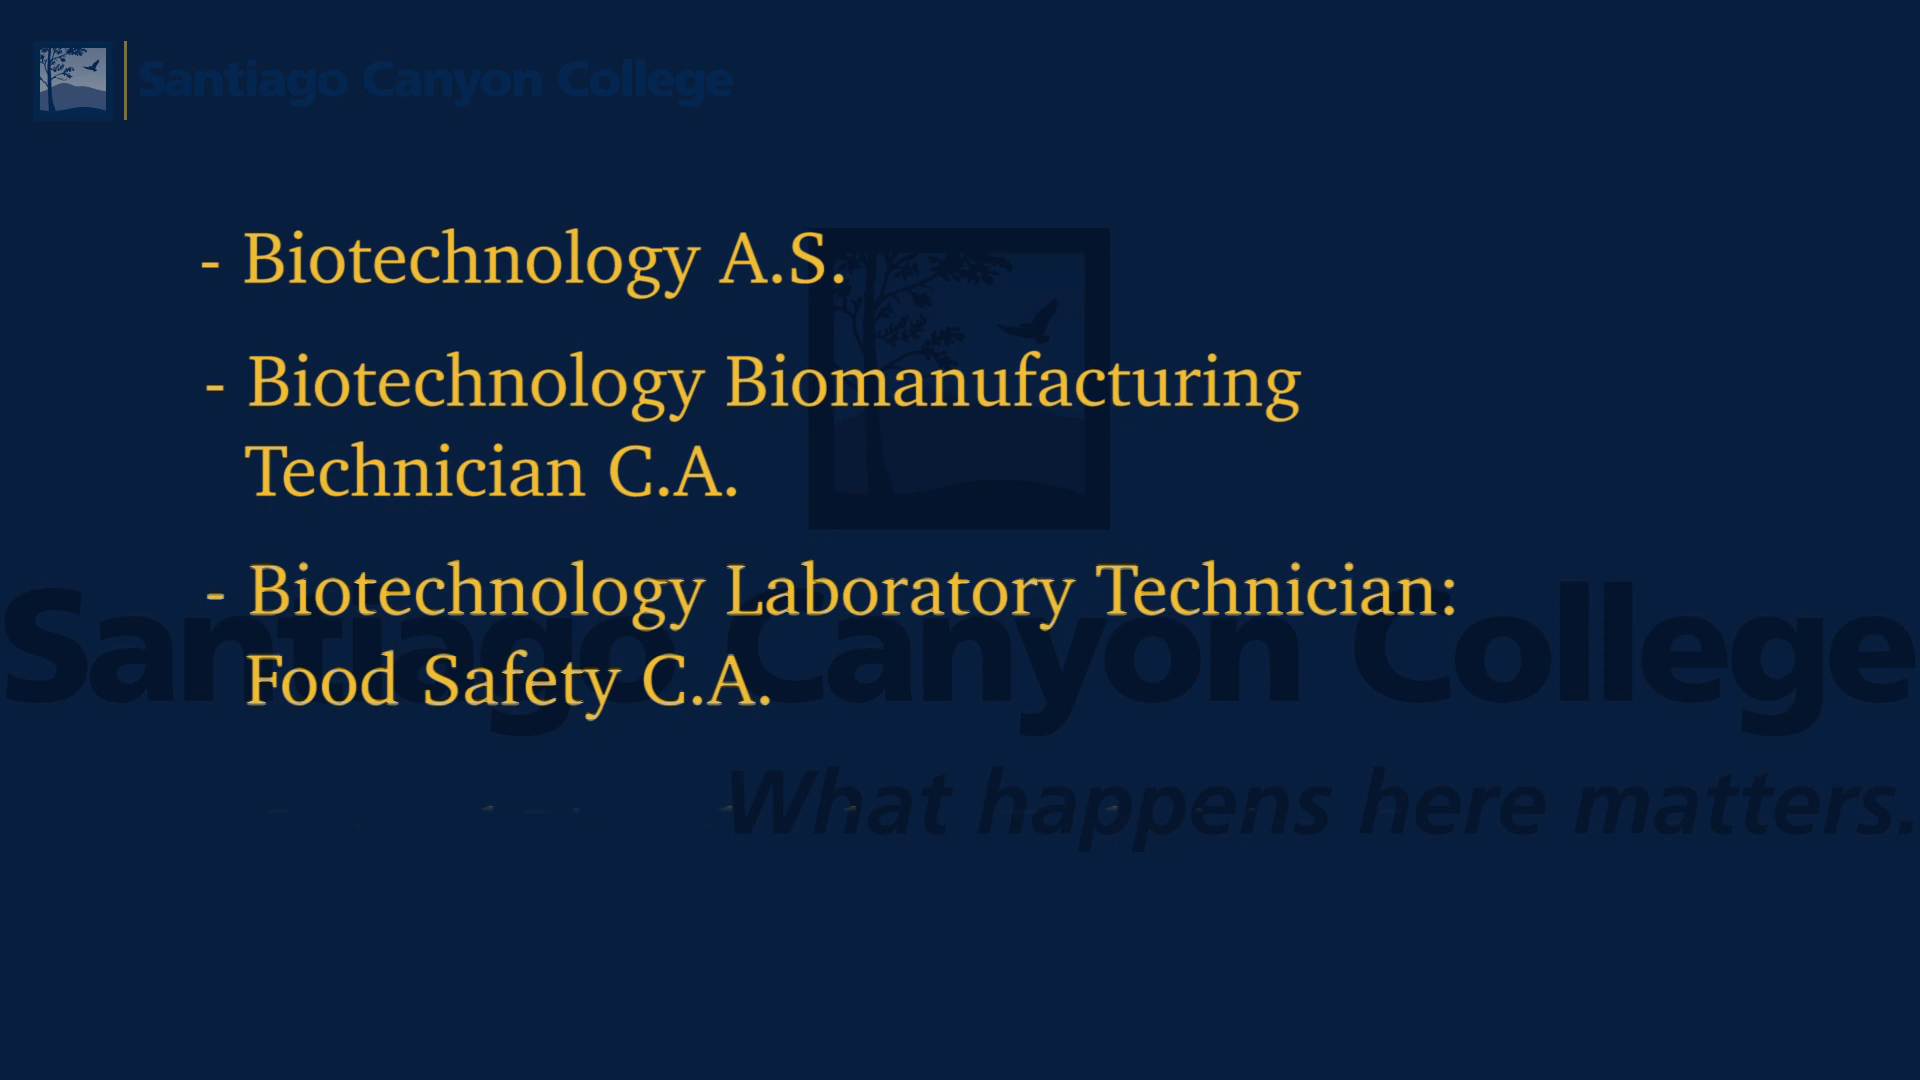 Santiago Canyon College
- Biotechnology A.S.
- Biotechnology Biomanufacturing
Technician C.A.
- Biotechnology Laboratory Technician:
Food Safety C.A.
Santiago Canyon College
What happens here matters.